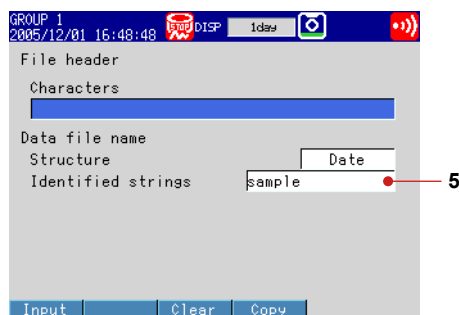 GROUP 1
2005/12/01 16:48:48 STOP DISP 1day
File header
Characters
Data file name
Structure Date
Identified strings sample 5
Input Clear Copy